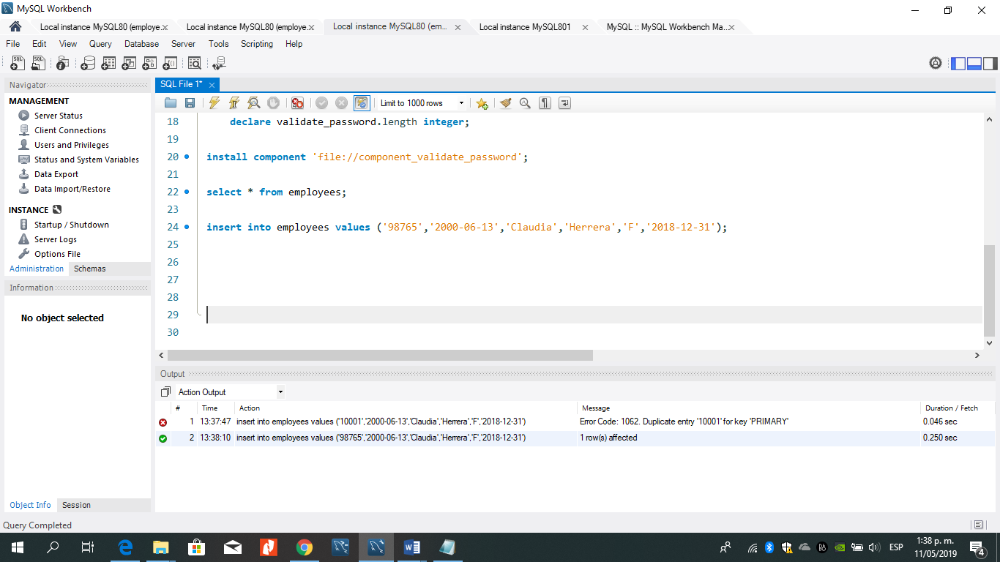 MySQL Workbench
Local instance MySQL80 (employe... Local instance MySQL80 (employe... Local instance MySQL80 (em... Local instance MySQL801 MySQL :: MySQL Workbench Ma...
File Edit View Query Database Server Tools Scripting Help
Navigator
MANAGEMENT
Server Status
Client Connections
Users and Privileges
Status and System Variables
Data Export
Data Import/Restore
INSTANCE
Startup / Shutdown
Server Logs
Options File
Administration Schemas
Information
No object selected
Object Info Session
SQL File 1*
Limit to 1000 rows
18 declare validate_password.length integer;
19
20 install component 'file://component_validate_password';
21
22 select * from employees;
23
24 insert into employees values ('98765','2000-06-13','Claudia','Herrera','F','2018-12-31');
25
26
27
28
29
30
Output
Action Output
# Time Action Message Duration / Fetch
1 13:37:47 insert into employees values ('10001','2000-06-13','Claudia','Herrera','F','2018-12-31') Error Code: 1062. Duplicate entry '10001' for key 'PRIMARY' 0.046 sec
2 13:38:10 insert into employees values ('98765','2000-06-13','Claudia','Herrera','F','2018-12-31') 1 row(s) affected 0.250 sec
Query Completed
ESP
1:38 p. m.
11/05/2019
4